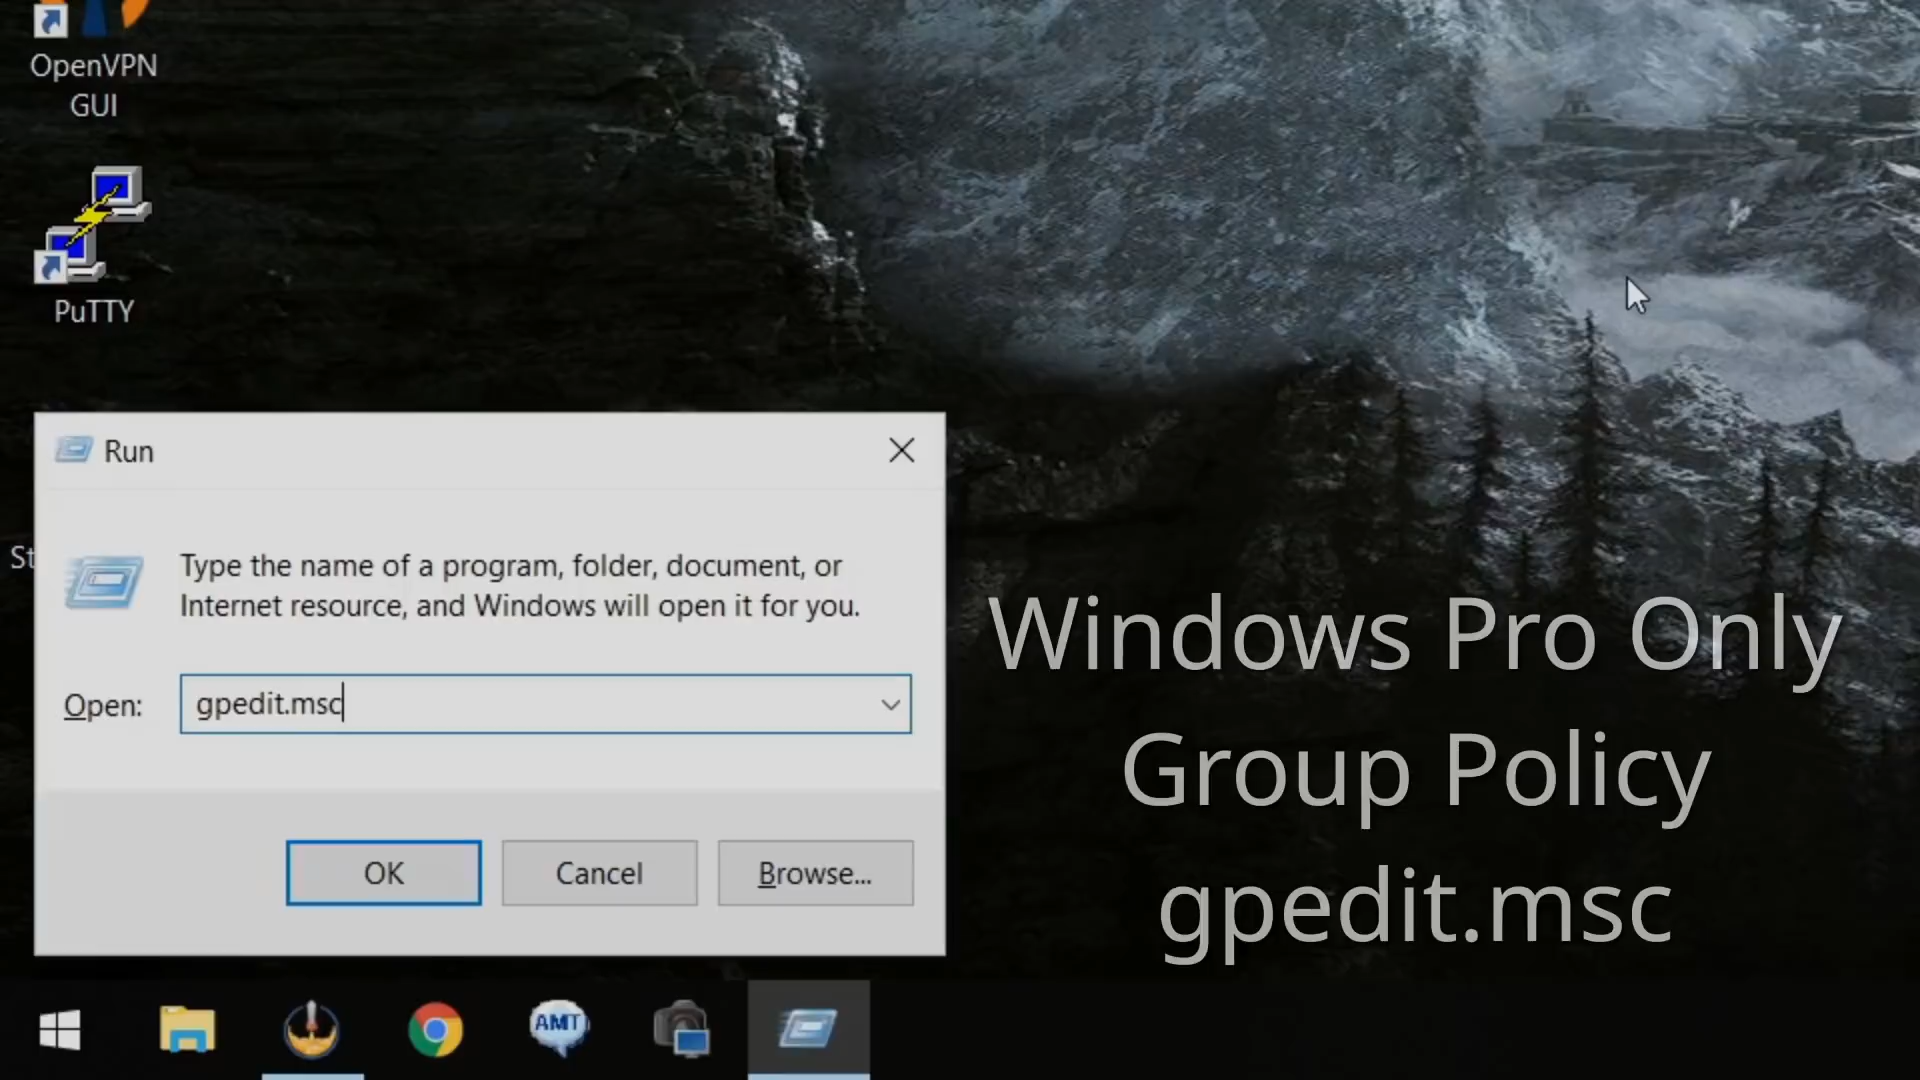 OpenVPN
GUI
PuTTY
St
Run
Type the name of a program, folder, document, or
Internet resource, and Windows will open it for you.
Open:
gpedit.msc
OK
Cancel
Browse...
Windows Pro Only
Group Policy
gpedit.msc
AMT